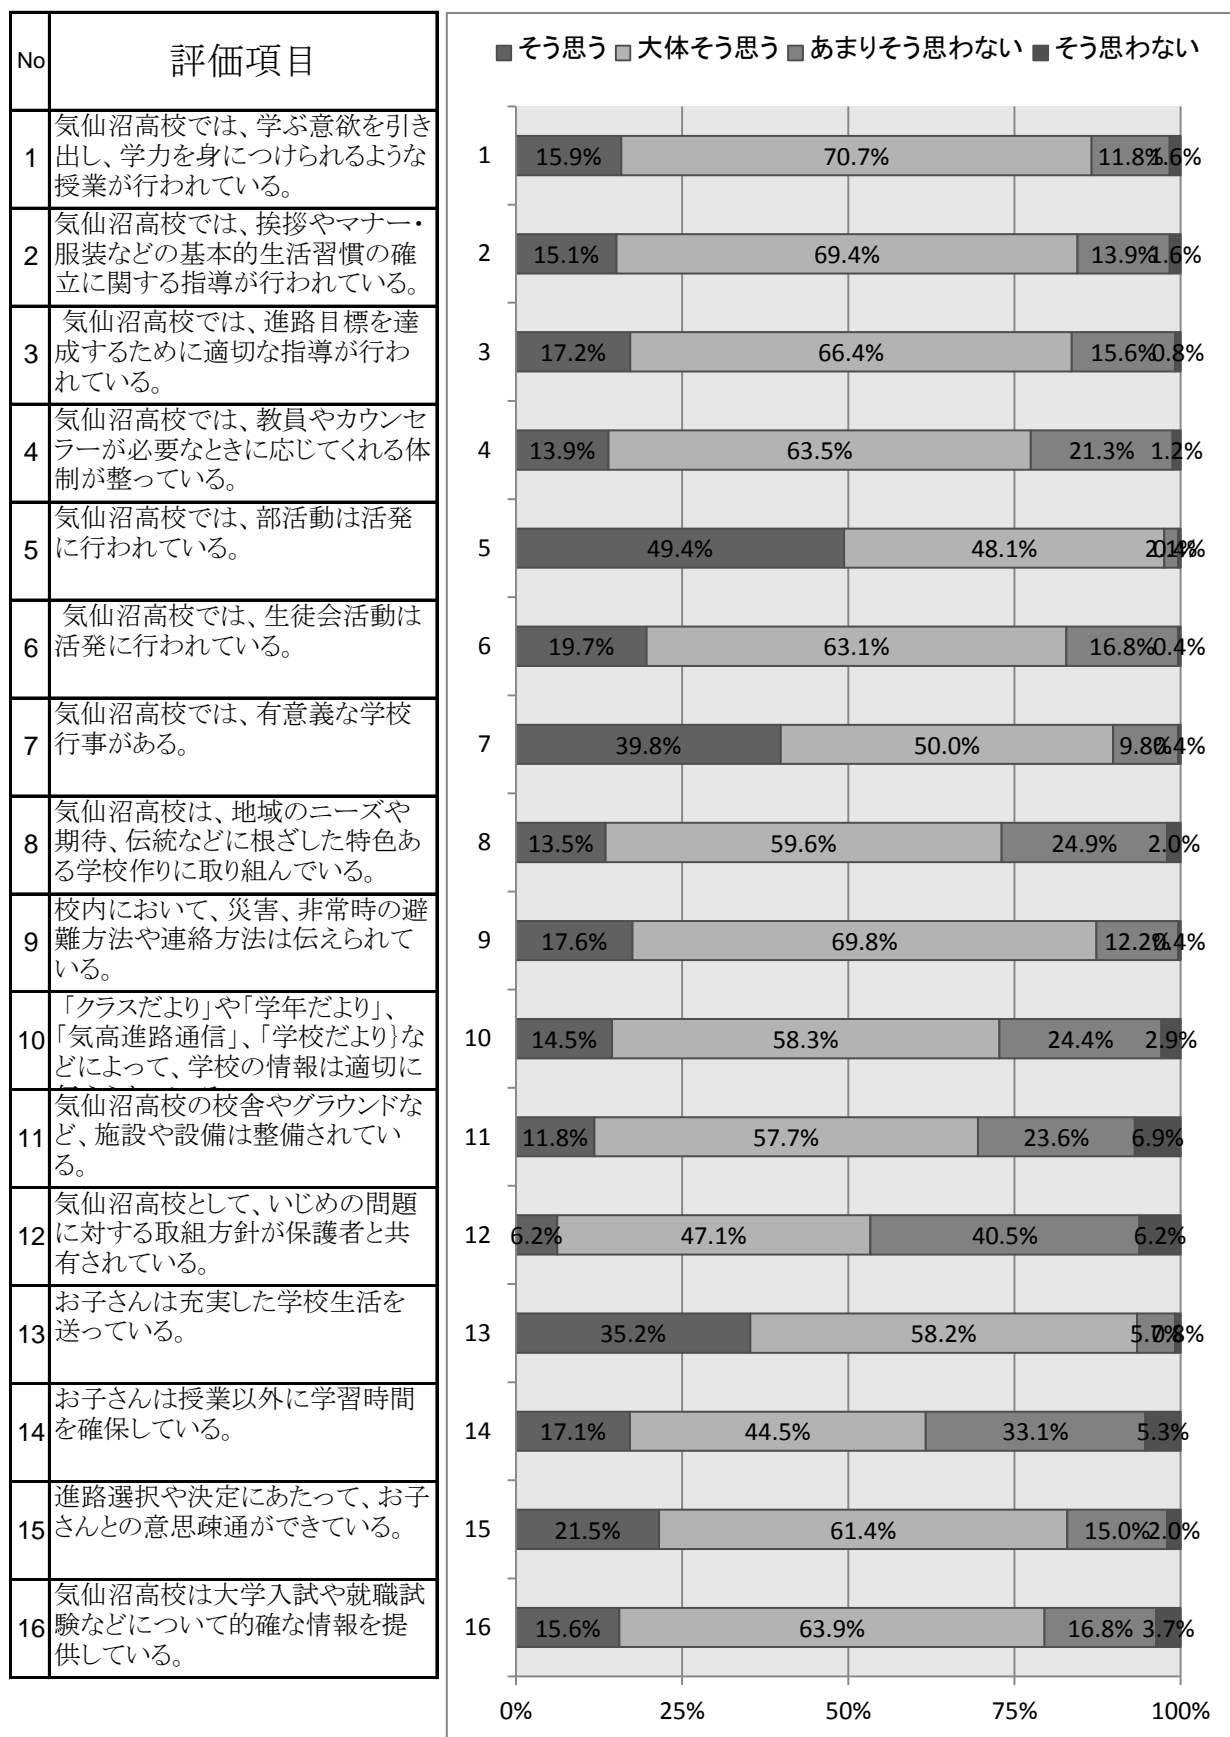 No
評価項目
1
気仙沼高校では、学ぶ意欲を引き
出し、学力を身につけられるような
授業が行われている。
2
気仙沼高校では、挨拶やマナー・
服装などの基本的生活習慣の確
立に関する指導が行われている。
3
気仙沼高校では、進路目標を達
成するために適切な指導が行わ
れている。
4
気仙沼高校では、教員やカウンセ
ラーが必要なときに応じてくれる体
制が整っている。
5
気仙沼高校では、部活動は活発
に行われている。
6
気仙沼高校では、生徒会活動は
活発に行われている。
7
気仙沼高校では、有意義な学校
行事がある。
8
気仙沼高校は、地域のニーズや
期待、伝統などに根ざした特色あ
る学校作りに取り組んでいる。
9
校内において、災害、非常時の避
難方法や連絡方法は伝えられて
いる。
10
「クラスだより」や「学年だより」、
「気高進路通信」、「学校だより}な
どによって、学校の情報は適切に
11
気仙沼高校の校舎やグラウンドな
ど、施設や設備は整備されてい
る。
12
気仙沼高校として、いじめの問題
に対する取組方針が保護者と共
有されている。
13
お子さんは充実した学校生活を
送っている。
14
お子さんは授業以外に学習時間
を確保している。
15
進路選択や決定にあたって、お子
さんとの意思疎通ができている。
16
気仙沼高校は大学入試や就職試
験などについて的確な情報を提
供している。
そう思う 大体そう思う あまりそう思わない そう思わない
1 15.9% 70.7% 11.8% 1.6%
2 15.1% 69.4% 13.9% 1.6%
3 17.2% 66.4% 15.6% 0.8%
4 13.9% 63.5% 21.3% 1.2%
5 49.4% 48.1% 2.1% 0.4%
6 19.7% 63.1% 16.8% 0.4%
7 39.8% 50.0% 9.8% 0.4%
8 13.5% 59.6% 24.9% 2.0%
9 17.6% 69.8% 12.2% 0.4%
10 14.5% 58.3% 24.4% 2.9%
11 11.8% 57.7% 23.6% 6.9%
12 6.2% 47.1% 40.5% 6.2%
13 35.2% 58.2% 5.7% 0.8%
14 17.1% 44.5% 33.1% 5.3%
15 21.5% 61.4% 15.0% 2.0%
16 15.6% 63.9% 16.8% 3.7%
0% 25% 50% 75% 100%